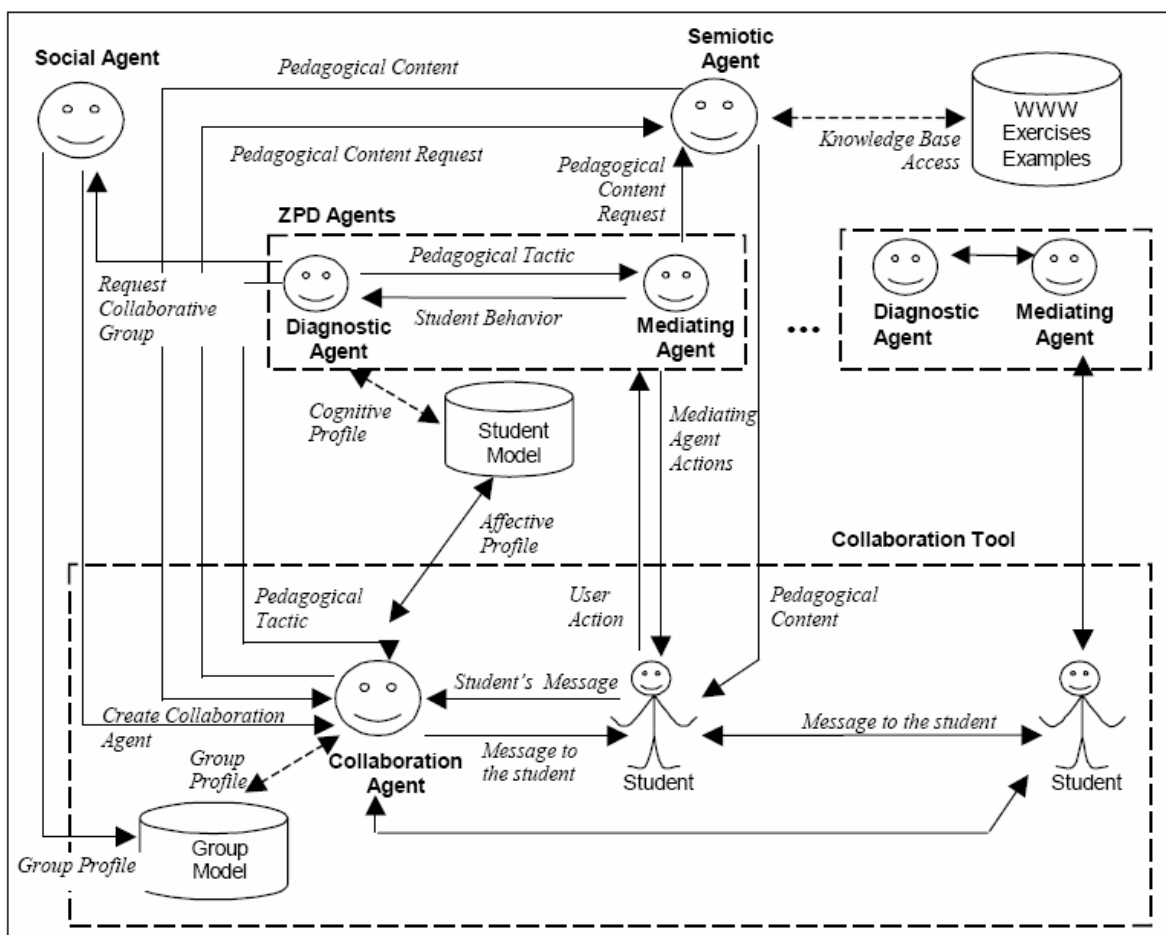 Social Agent
Pedagogical Content
Semiotic
Agent
WWW
Exercises
Examples
Knowledge Base
Access
Pedagogical Content Request
Pedagogical
Content
Request
ZPD Agents
Pedagogical Tactic
Student Behavior
Diagnostic
Agent
Mediating
Agent
Request
Collaborative
Group
...
Diagnostic
Agent
Mediating
Agent
Cognitive
Profile
Student
Model
Mediating
Agent
Actions
Affective
Profile
Collaboration Tool
Pedagogical
Tactic
User
Action
Pedagogical
Content
Student's Message
Create Collaboration
Agent
Group
Profile
Collaboration
Agent
Message to
the student
Student
Message to the student
Student
Group Profile
Group
Model